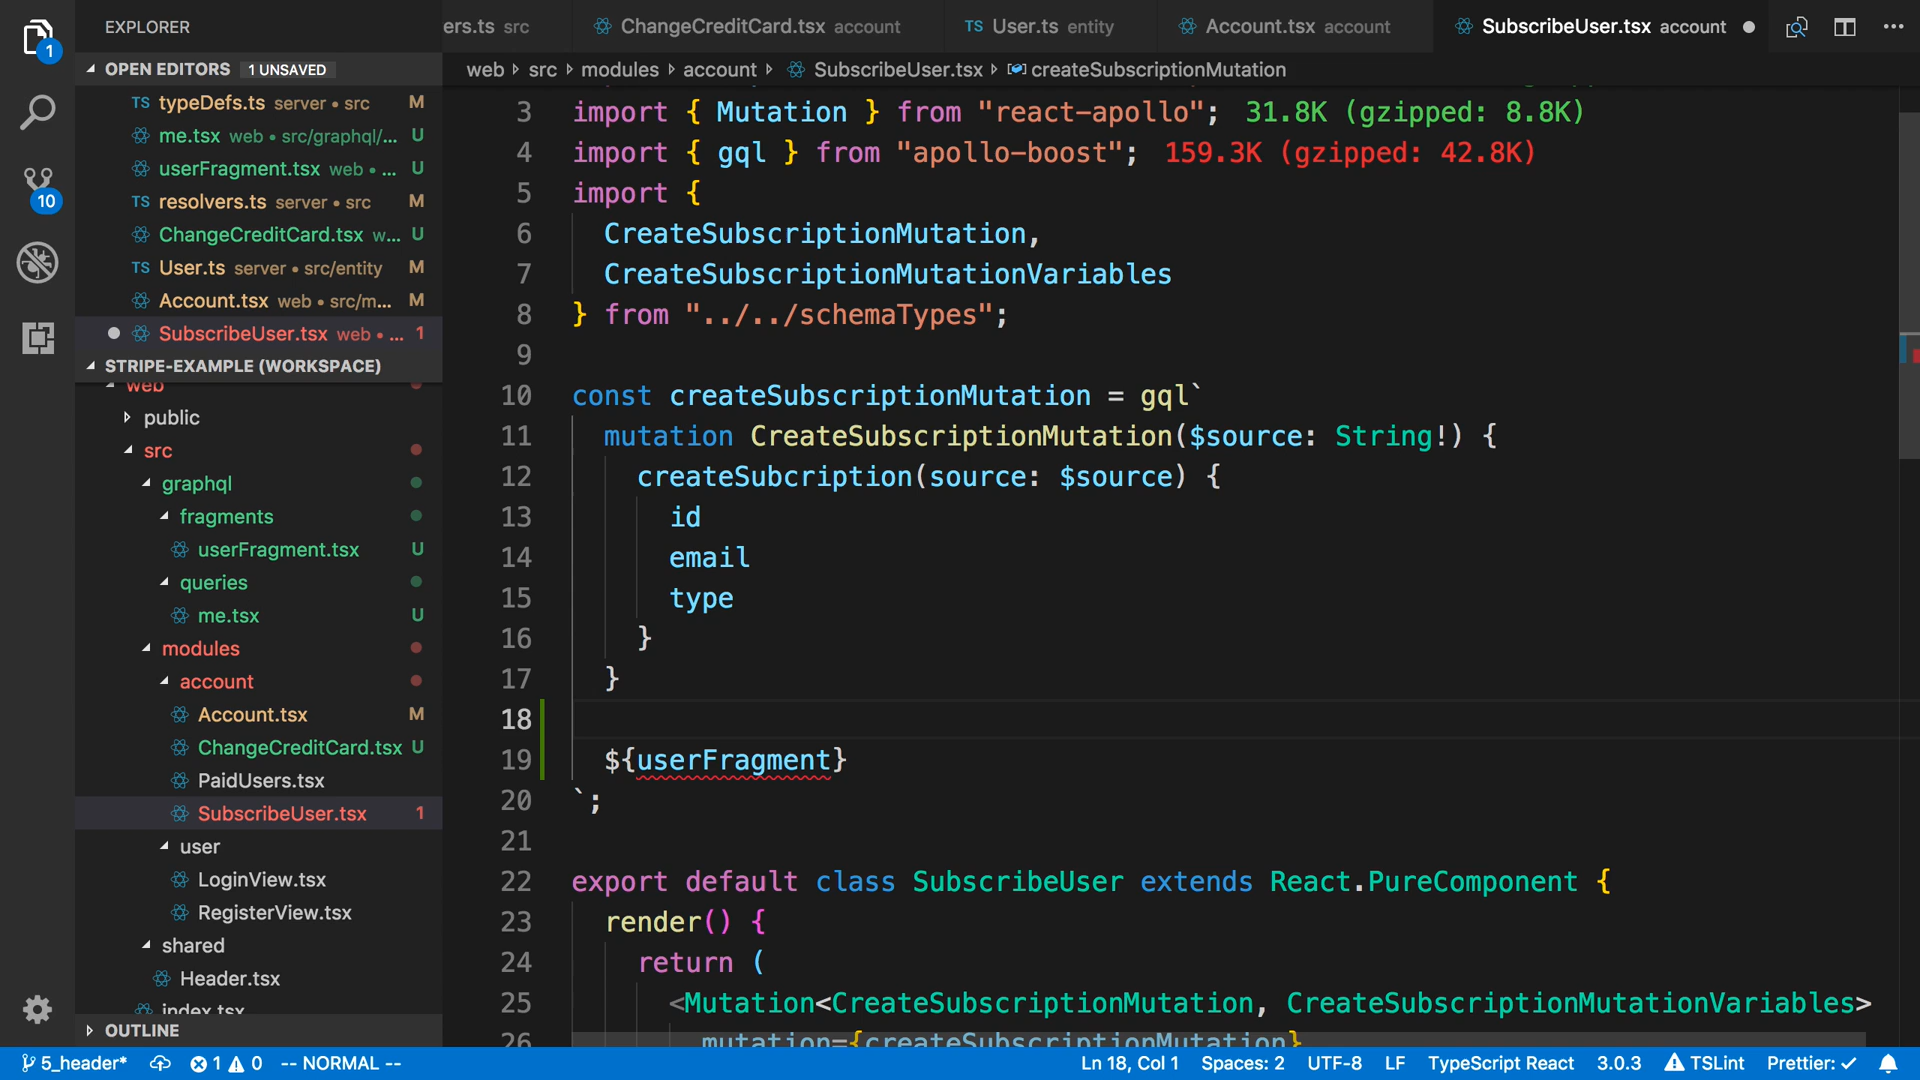 EXPLORER
ers.ts src
ChangeCreditCard.tsx account
TS User.ts entity
Account.tsx account
SubscribeUser.tsx account
OPEN EDITORS 1 UNSAVED
web src modules account SubscribeUser.tsx createSubscriptionMutation
TS typeDefs.ts server • src M
me.tsx web • src/graphql/... U
userFragment.tsx web • ... U
TS resolvers.ts server • src M
ChangeCreditCard.tsx w... U
TS User.ts server • src/entity M
Account.tsx web • src/m... M
SubscribeUser.tsx web • ... 1
STRIPE-EXAMPLE (WORKSPACE)
web
public
src
graphql
fragments
userFragment.tsx U
queries
me.tsx U
modules
account
Account.tsx M
ChangeCreditCard.tsx U
PaidUsers.tsx
SubscribeUser.tsx 1
user
LoginView.tsx
RegisterView.tsx
shared
Header.tsx
index.tsx
OUTLINE
1
10
3 import { Mutation } from "react-apollo"; 31.8K (gzipped: 8.8K)
4 import { gql } from "apollo-boost"; 159.3K (gzipped: 42.8K)
5 import {
6 CreateSubscriptionMutation,
7 CreateSubscriptionMutationVariables
8 } from "../../schemaTypes";
9
10 const createSubscriptionMutation = gql`
11 mutation CreateSubscriptionMutation($source: String!) {
12 createSubcription(source: $source) {
13 id
14 email
15 type
16 }
17 }
18
19 ${userFragment}
20 `;
21
22 export default class SubscribeUser extends React.PureComponent {
23 render() {
24 return (
25 <Mutation<CreateSubscriptionMutation, CreateSubscriptionMutationVariables>
26 mutation={createSubscriptionMutation}
5_header* 1 0 -- NORMAL -- Ln 18, Col 1 Spaces: 2 UTF-8 LF TypeScript React 3.0.3 TSLint Prettier: ✓